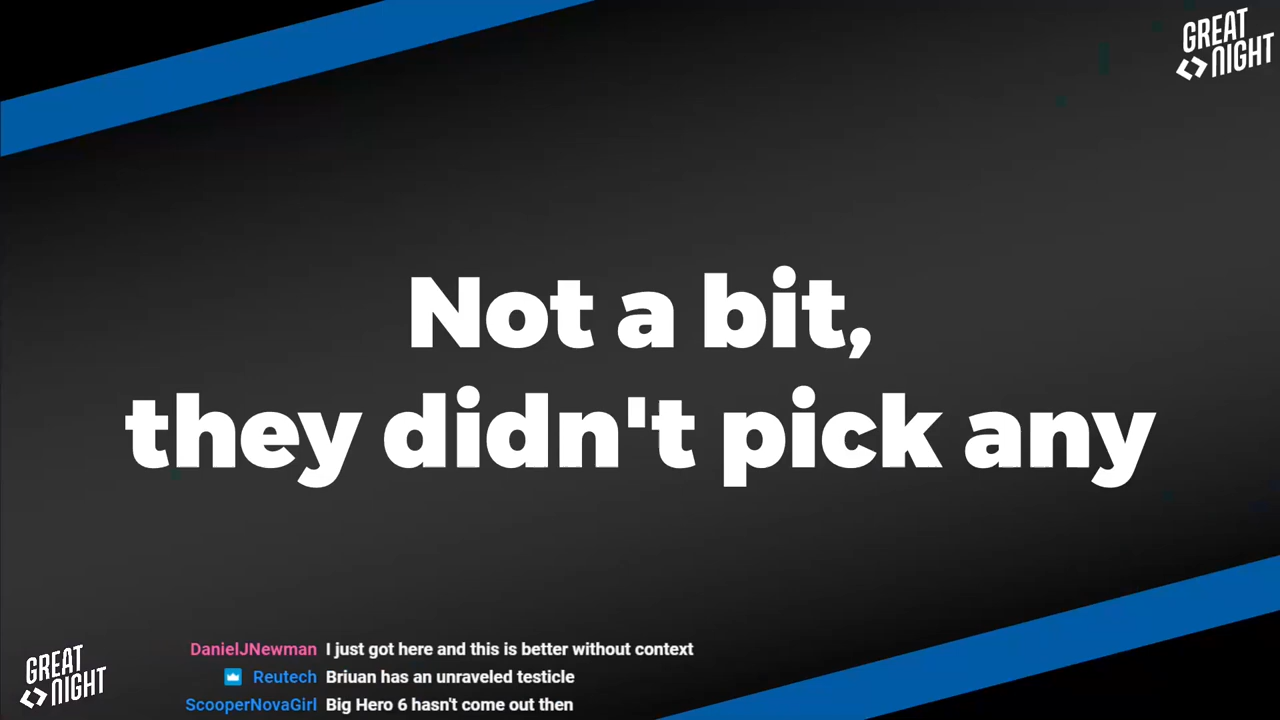 GREAT
NIGHT
Not a bit,
they didn't pick any
GREAT
NIGHT
DanielJNewman I just got here and this is better without context
Reutech Briuan has an unraveled testicle
ScooperNovaGirl Big Hero 6 hasn't come out then